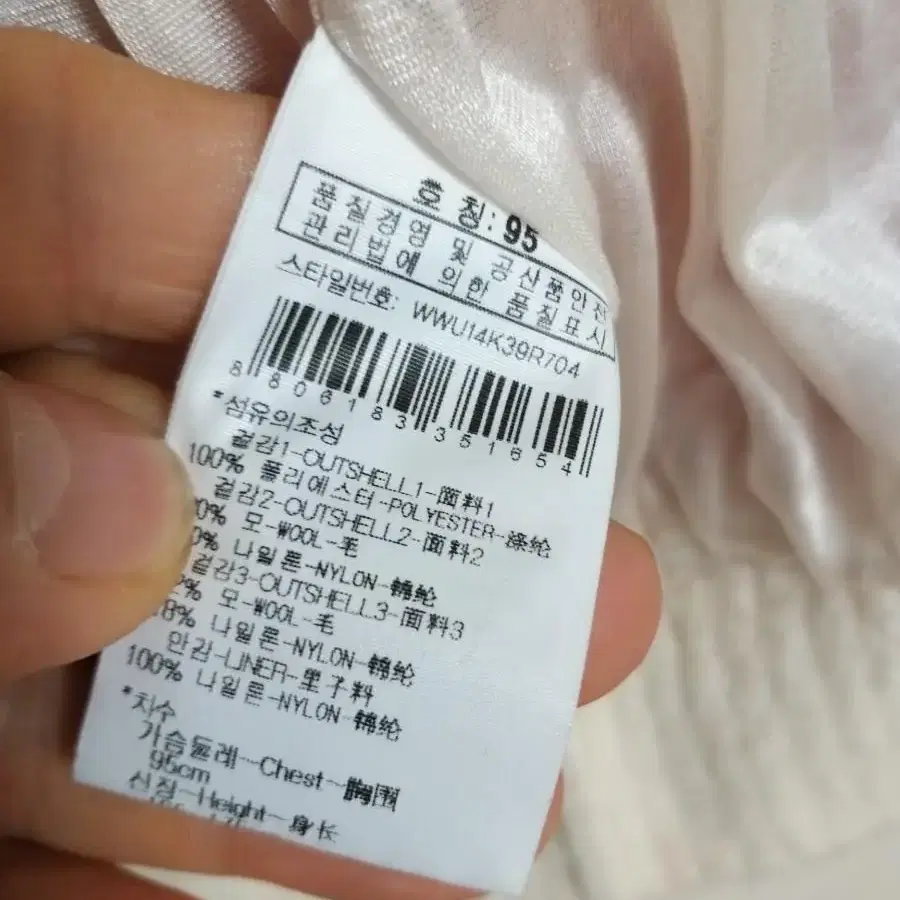 호 칭: 95
품질경영 및 공산품안전
관리법에 의한 품질표시
스타일번호: WWU14K39R704
8806183351654
*섬유의조성
겉감1-OUTSHELL1-面料1
100% 폴리에스터-POLYESTER-涤纶
겉감2-OUTSHELL2-面料2
0% 모-WOOL-毛
0% 나일론-NYLON-锦纶
겉감3-OUTSHELL3-面料3
2% 모-WOOL-毛
8% 나일론-NYLON-锦纶
안감-LINER-里子料
100% 나일론-NYLON-锦纶
*치수
가슴둘레-Chest-胸围
95cm
신장-Height-身长